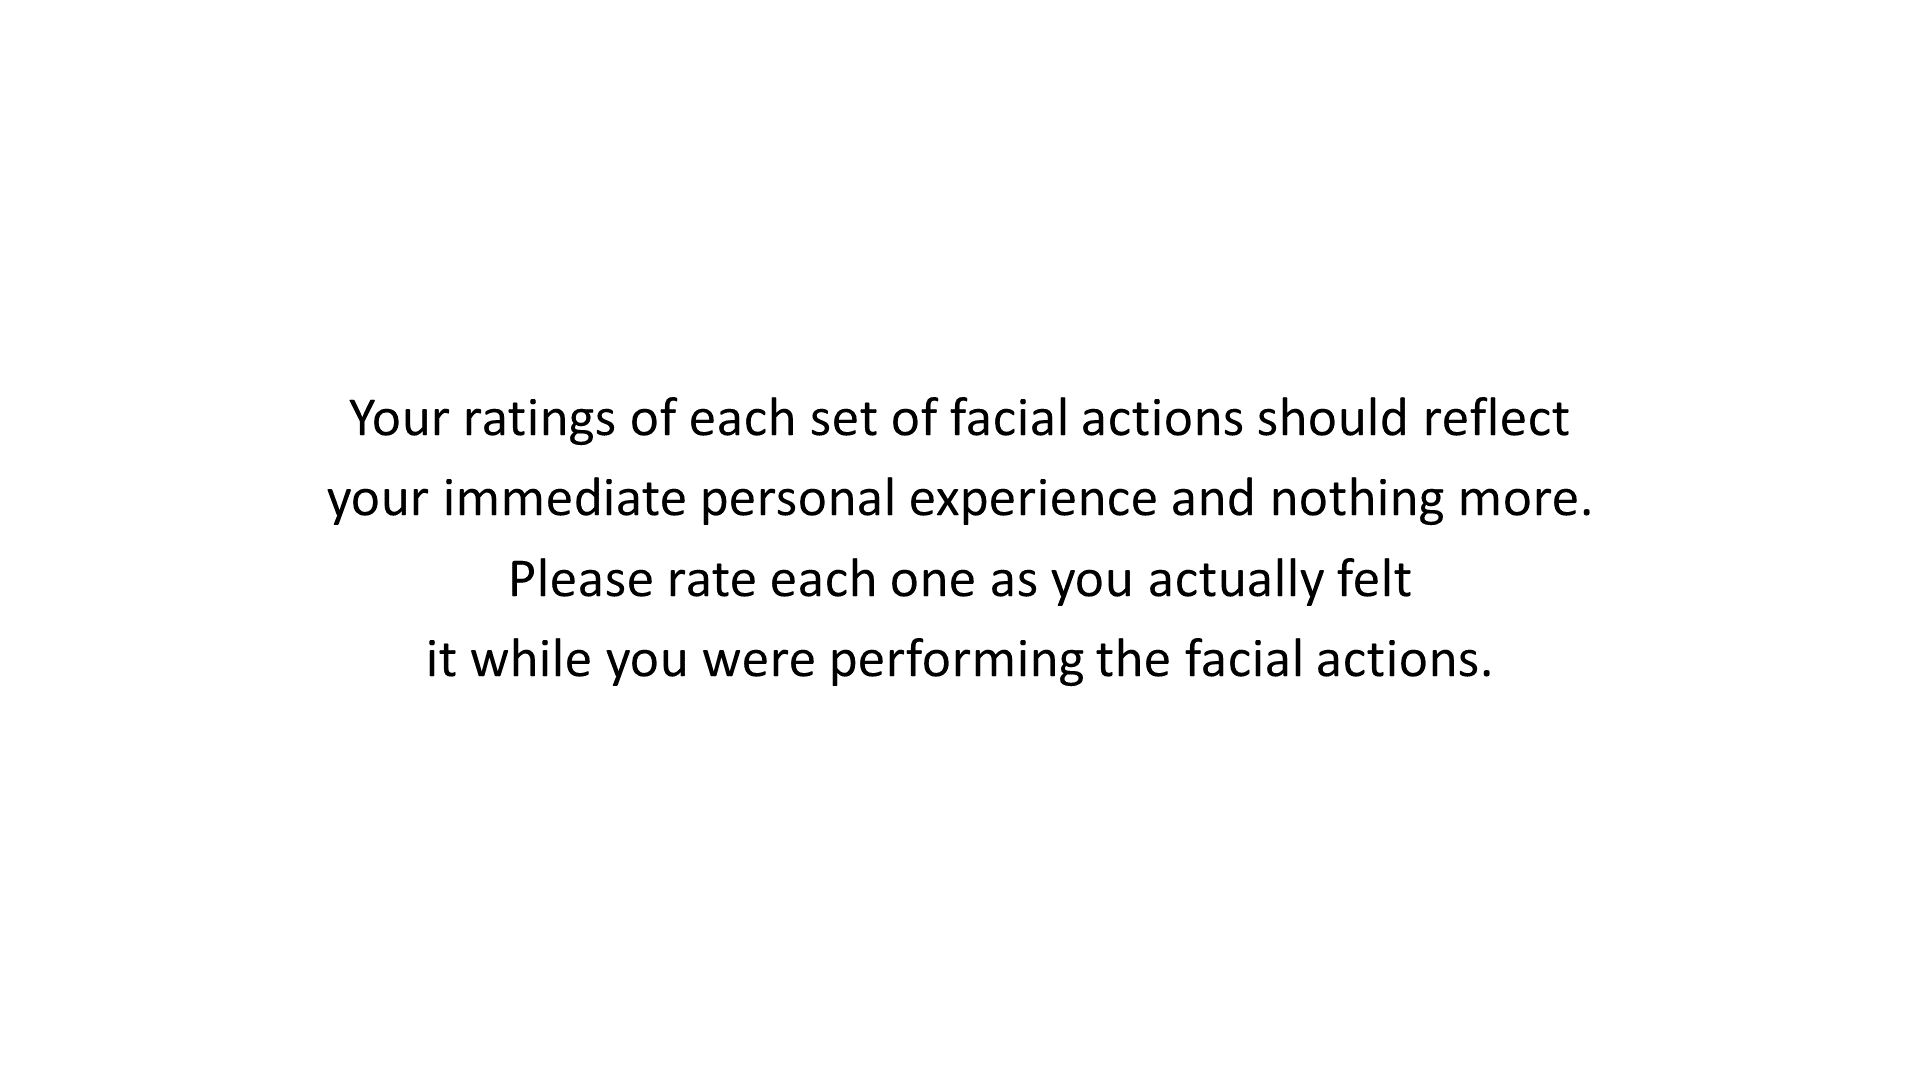 Your ratings of each set of facial actions should reflect
your immediate personal experience and nothing more.
Please rate each one as you actually felt
it while you were performing the facial actions.